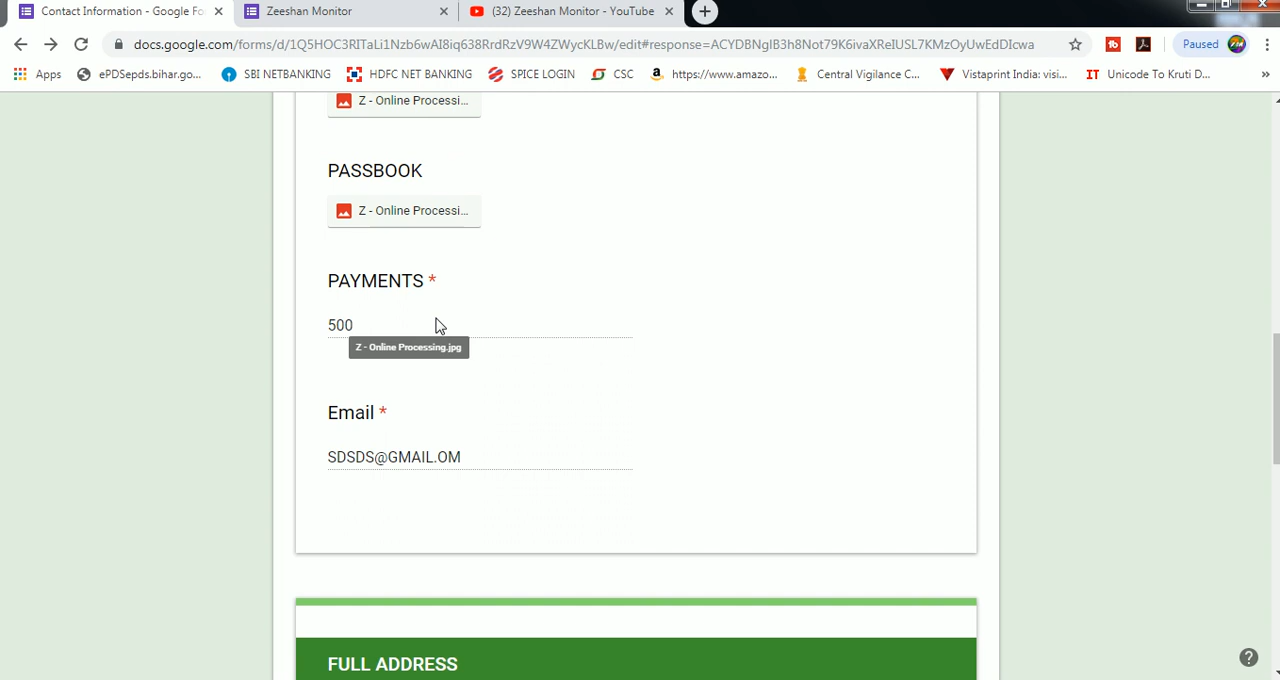 Contact Information - Google Fo
Zeeshan Monitor
(32) Zeeshan Monitor - YouTube
docs.google.com/forms/d/1Q5HOC3RITaLi1Nzb6wAI8iq638DrdRzV9W4ZWycKLBw/edit#response=ACYDBNgIB3h8Not79K6ivaXReIUSL7KMzOyUwEdDIcwa
Paused
Apps
ePDSepds.bihar.go...
SBI NETBANKING
HDFC NET BANKING
SPICE LOGIN
CSC
https://www.amazo...
Central Vigilance C...
Vistaprint India: visi...
Unicode To Kruti D...
»
Z - Online Processi...
PASSBOOK
Z - Online Processi...
PAYMENTS *
500
Z - Online Processing.jpg
Email *
SDSDS@GMAIL.OM
FULL ADDRESS